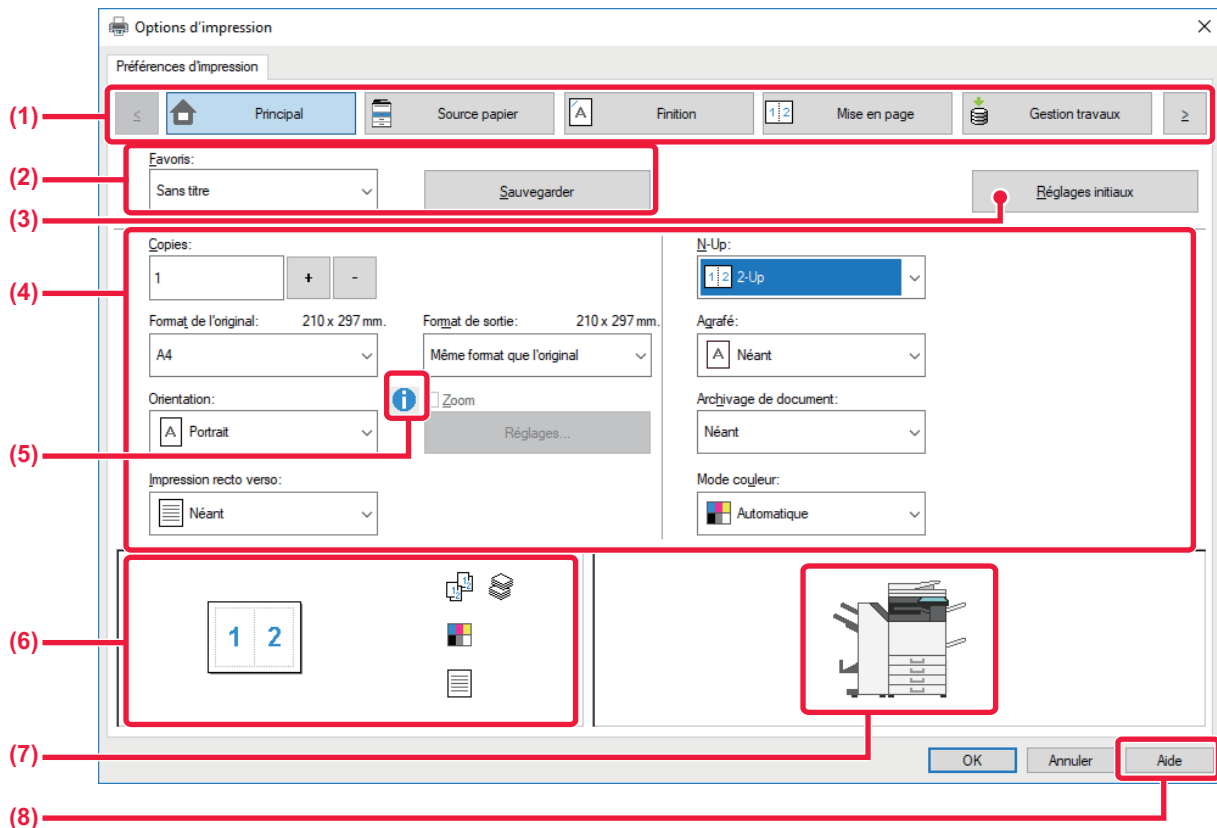 Options d'impression
Préférences d'impression
(1)
< Principal Source papier Finition 1 2 Mise en page Gestion travaux >
(2)
Favoris:
Sans titre Sauvegarder
(3)
Réglages initiaux
Copies: N-Up:
1 + - 1 2 2-Up
(4)
Format de l'original: 210 x 297 mm. Format de sortie: 210 x 297 mm. Agrafé:
A4 Même format que l'original A Néant
Orientation: i Zoom Archivage de document:
A Portrait Réglages... Néant
(5)
Impression recto verso: Mode couleur:
Néant Automatique
(6)
1 2
(7)
OK Annuler Aide
(8)